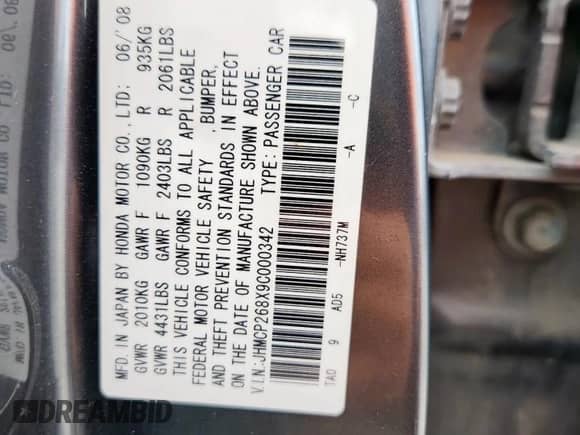 MFD IN JAPAN BY HONDA MOTOR CO.,LTD: 06/'08
GVWR 2010KG GAWR F 1090KG R 935KG
GVWR 4431LBS GAWR F 2403LBS R 2061LBS
THIS VEHICLE CONFORMS TO ALL APPLICABLE
FEDERAL MOTOR VEHICLE SAFETY ,BUMPER,
AND THEFT PREVENTION STANDARDS IN EFFECT
ON THE DATE OF MANUFACTURE SHOWN ABOVE.
V.I.N:JHMCP268X9C000342 TYPE: PASSENGER CAR
TAD 9 AD5 -NH737M -A -C
DREAMBID